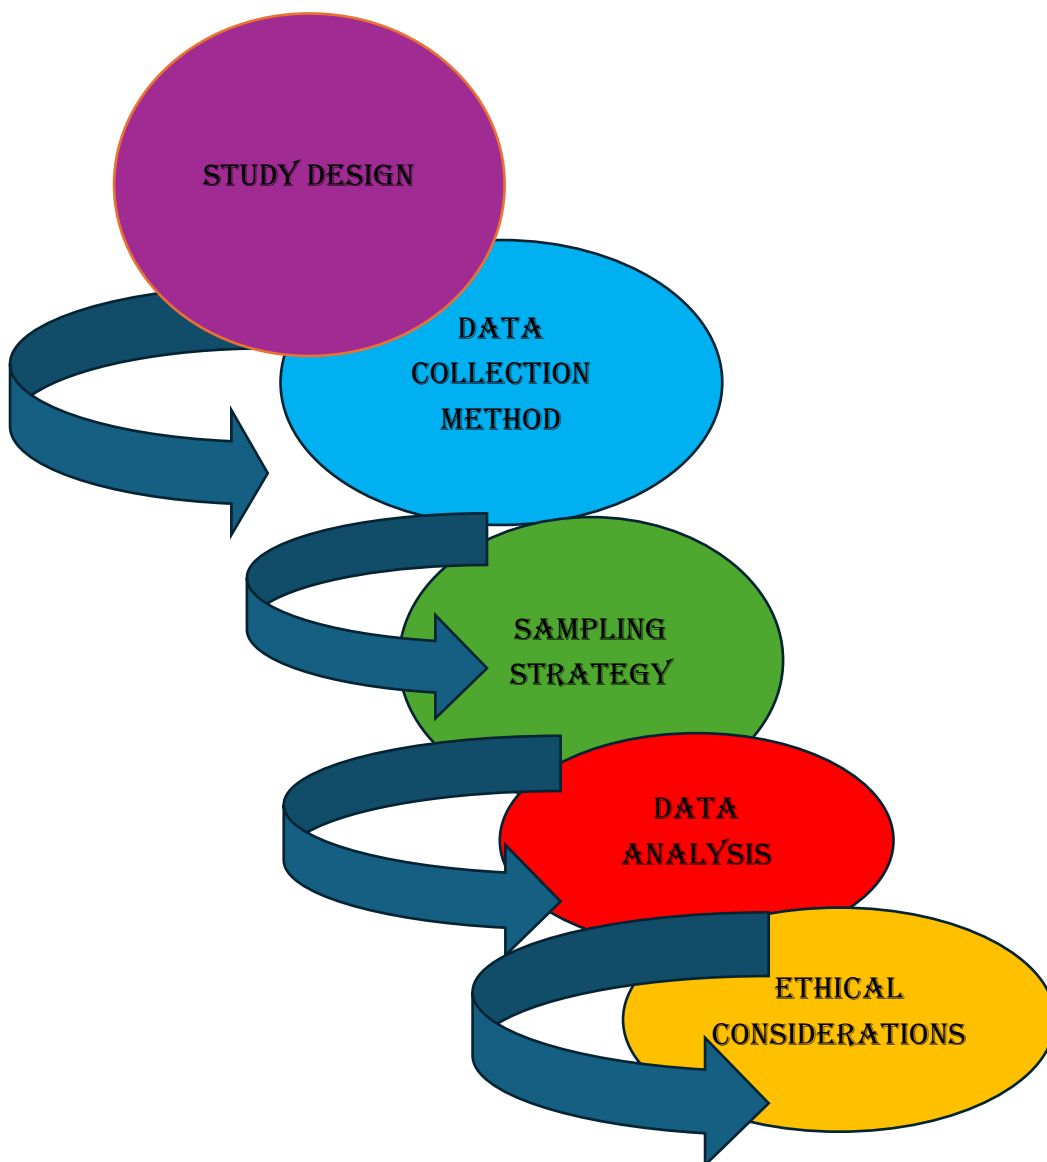 STUDY DESIGN
DATA
COLLECTION
METHOD
SAMPLING
STRATEGY
DATA
ANALYSIS
ETHICAL
CONSIDERATIONS